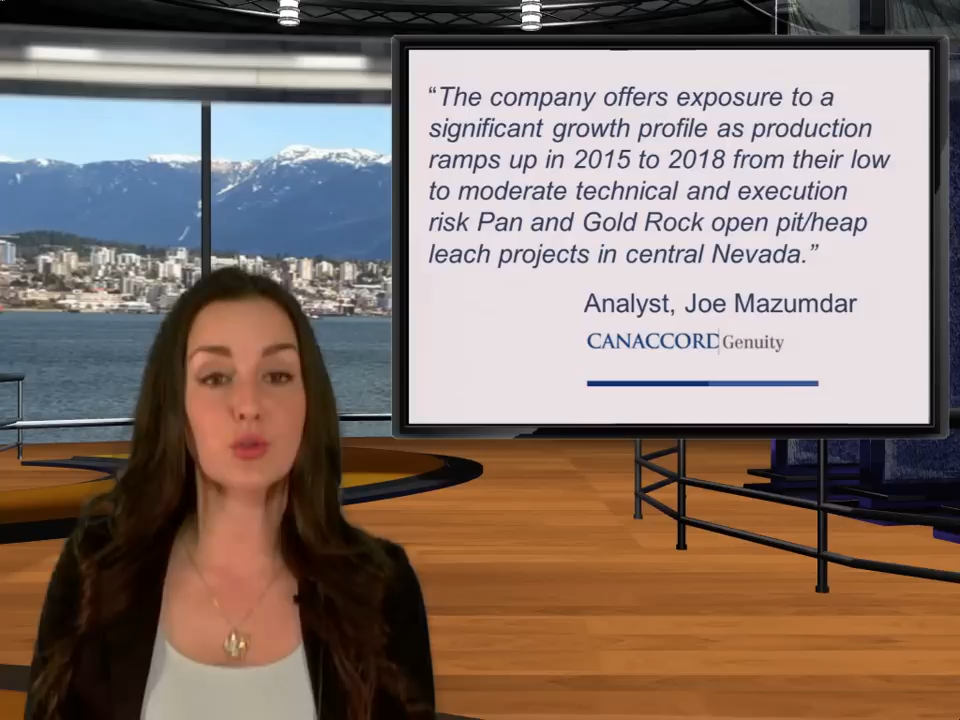 “The company offers exposure to a
significant growth profile as production
ramps up in 2015 to 2018 from their low
to moderate technical and execution
risk Pan and Gold Rock open pit/heap
leach projects in central Nevada.”
Analyst, Joe Mazumdar
CANACCORD Genuity